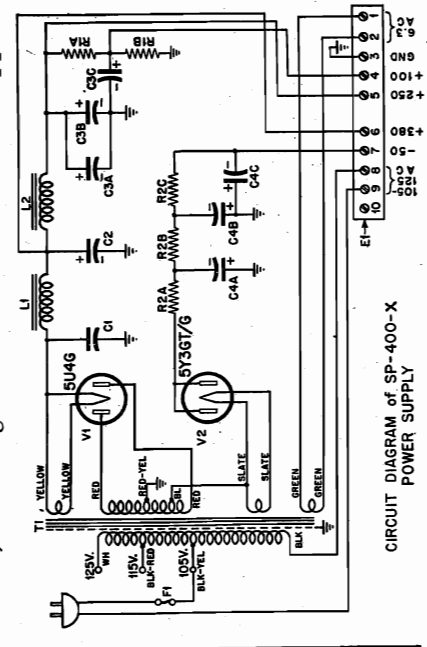 L1
L2
R1A
R1B
C3C
C3B
C3A
C2
C1
5U4G
V1
YELLOW
YELLOW
RED
RED-YEL
BL
RED
T1
SLATE
SLATE
GREEN
GREEN
BLK
125V.
WH
115V.
BLK-RED
105V.
BLK-YEL
F1
5Y3GT/G
V2
R2A
R2B
R2C
C4A
C4B
C4C
1
2
3
4
5
6
7
8
9
10
6.3
AC
GND
+100
+250
+380
-50
105-125
AC
E1
CIRCUIT DIAGRAM of SP-400-X
POWER SUPPLY